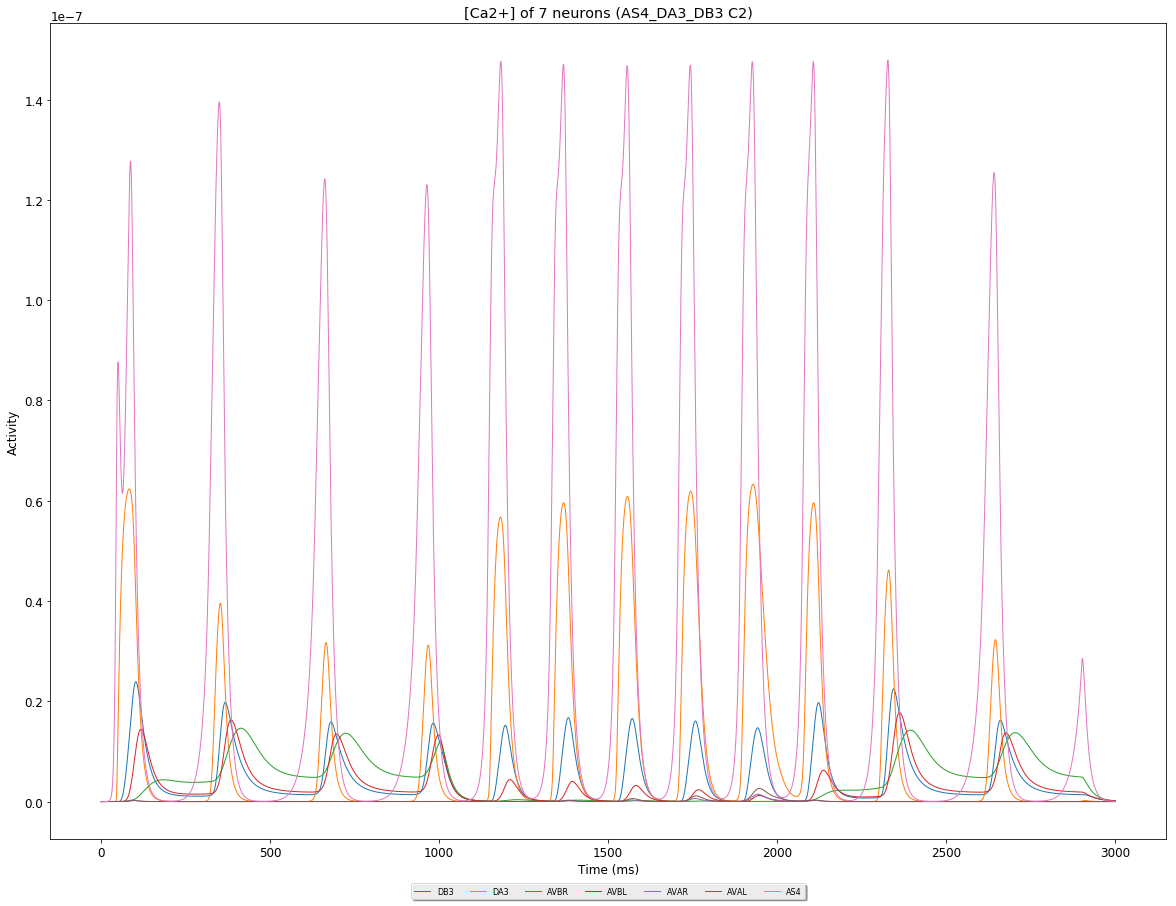 [Ca2+] of 7 neurons (AS4_DA3_DB3 C2)
1e−7
1.4
1.2
1.0
0.8
0.6
0.4
0.2
0.0
Activity
0 500 1000 1500 2000 2500 3000
Time (ms)
DB3 DA3 AVBR AVBL AVAR AVAL AS4